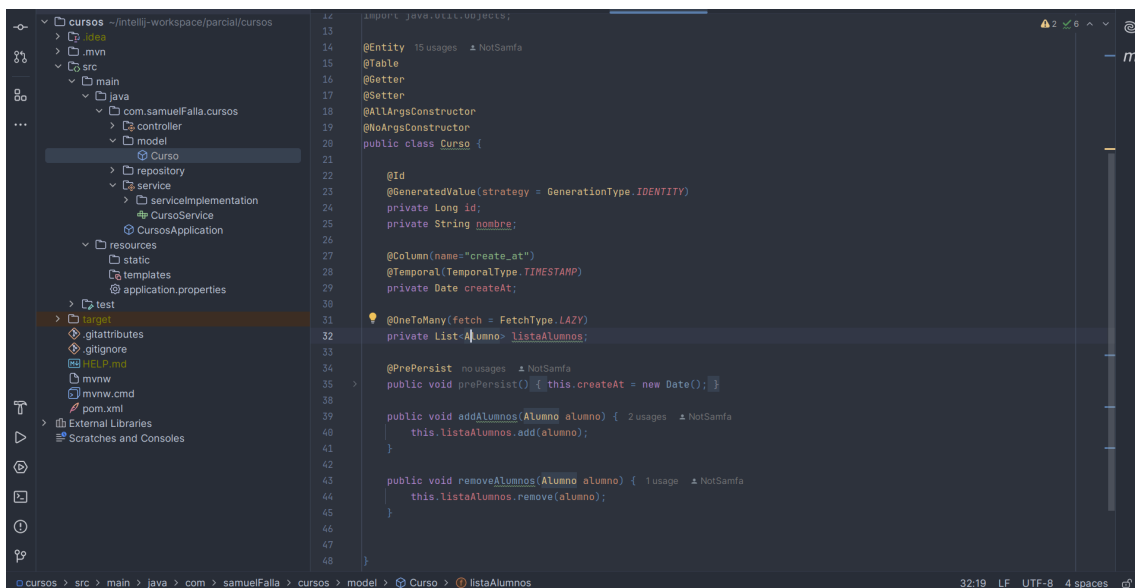 cursos ~/intellij-workspace/parcial/cursos
.idea
.mvn
src
main
java
com.samuelFalla.cursos
controller
model
Curso
repository
service
serviceImplementation
CursoService
CursosApplication
resources
static
templates
application.properties
test
target
.gitattributes
.gitignore
HELP.md
mvnw
mvnw.cmd
pom.xml
External Libraries
Scratches and Consoles
12 import java.util.Objects;
13
14 @Entity 15 usages NotSamfa
15 @Table
16 @Getter
17 @Setter
18 @AllArgsConstructor
19 @NoArgsConstructor
20 public class Curso {
21
22 @Id
23 @GeneratedValue(strategy = GenerationType.IDENTITY)
24 private Long id;
25 private String nombre;
26
27 @Column(name="create_at")
28 @Temporal(TemporalType.TIMESTAMP)
29 private Date createAt;
30
31 @OneToMany(fetch = FetchType.LAZY)
32 private List<Alumno> listaAlumnos;
33
34 @PrePersist no usages NotSamfa
35 public void prePersist() { this.createAt = new Date(); }
38
39 public void addAlumnos(Alumno alumno) { 2 usages NotSamfa
40 this.listaAlumnos.add(alumno);
41 }
42
43 public void removeAlumnos(Alumno alumno) { 1 usage NotSamfa
44 this.listaAlumnos.remove(alumno);
45 }
46
47
48 }
2 6
m
cursos > src > main > java > com > samuelFalla > cursos > model > Curso > listaAlumnos
32:19 LF UTF-8 4 spaces